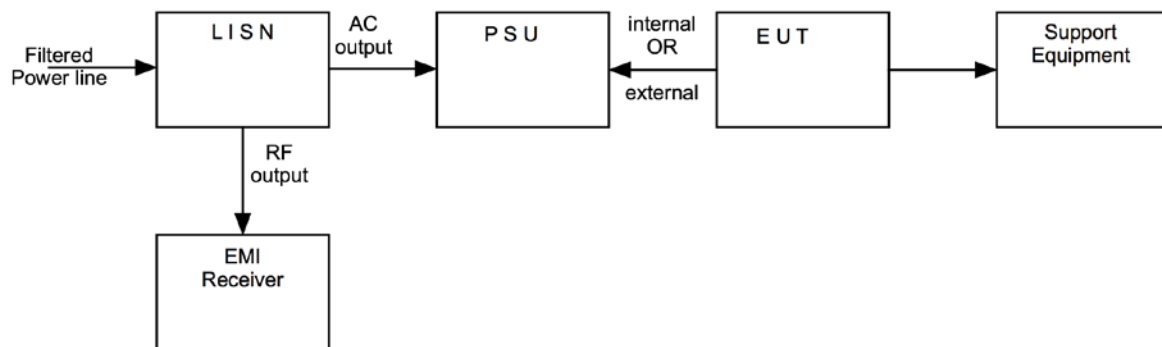 Filtered
Power line
L I S N
AC
output
P S U
internal
OR
external
E U T
Support
Equipment
RF
output
EMI
Receiver